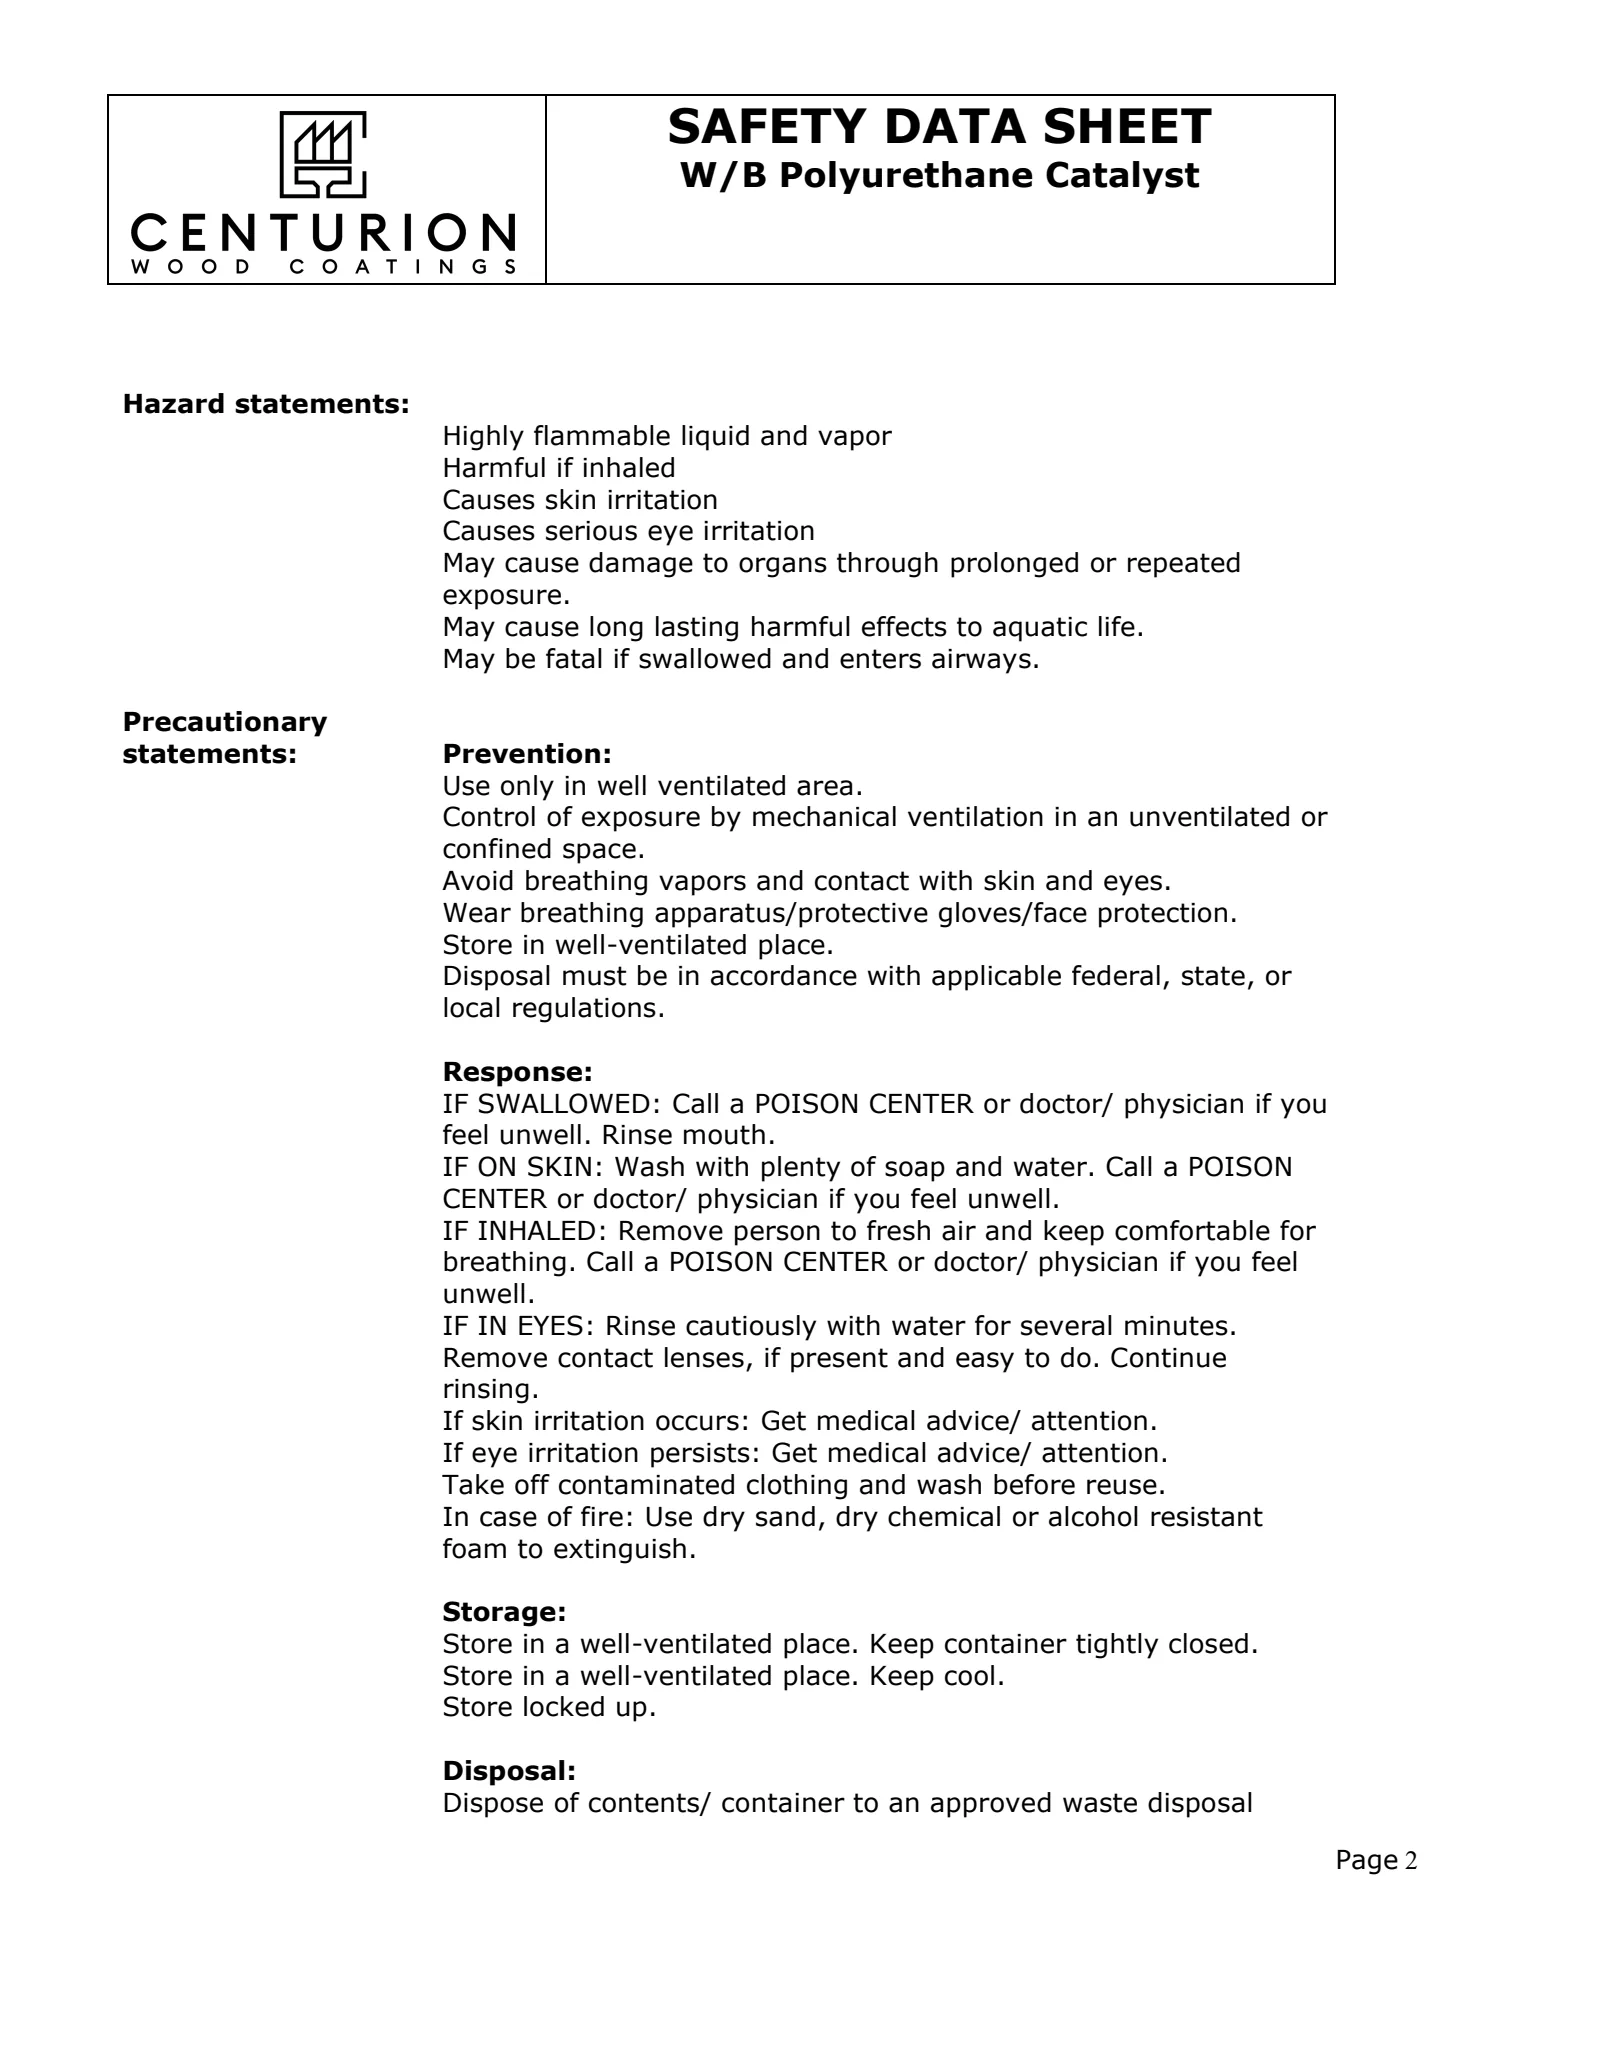 CENTURION
WOOD COATINGS
SAFETY DATA SHEET
W/B Polyurethane Catalyst
Hazard statements:
Highly flammable liquid and vapor
Harmful if inhaled
Causes skin irritation
Causes serious eye irritation
May cause damage to organs through prolonged or repeated
exposure.
May cause long lasting harmful effects to aquatic life.
May be fatal if swallowed and enters airways.
Precautionary
statements:
Prevention:
Use only in well ventilated area.
Control of exposure by mechanical ventilation in an unventilated or
confined space.
Avoid breathing vapors and contact with skin and eyes.
Wear breathing apparatus/protective gloves/face protection.
Store in well-ventilated place.
Disposal must be in accordance with applicable federal, state, or
local regulations.
Response:
IF SWALLOWED: Call a POISON CENTER or doctor/ physician if you
feel unwell. Rinse mouth.
IF ON SKIN: Wash with plenty of soap and water. Call a POISON
CENTER or doctor/ physician if you feel unwell.
IF INHALED: Remove person to fresh air and keep comfortable for
breathing. Call a POISON CENTER or doctor/ physician if you feel
unwell.
IF IN EYES: Rinse cautiously with water for several minutes.
Remove contact lenses, if present and easy to do. Continue
rinsing.
If skin irritation occurs: Get medical advice/ attention.
If eye irritation persists: Get medical advice/ attention.
Take off contaminated clothing and wash before reuse.
In case of fire: Use dry sand, dry chemical or alcohol resistant
foam to extinguish.
Storage:
Store in a well-ventilated place. Keep container tightly closed.
Store in a well-ventilated place. Keep cool.
Store locked up.
Disposal:
Dispose of contents/ container to an approved waste disposal
Page 2